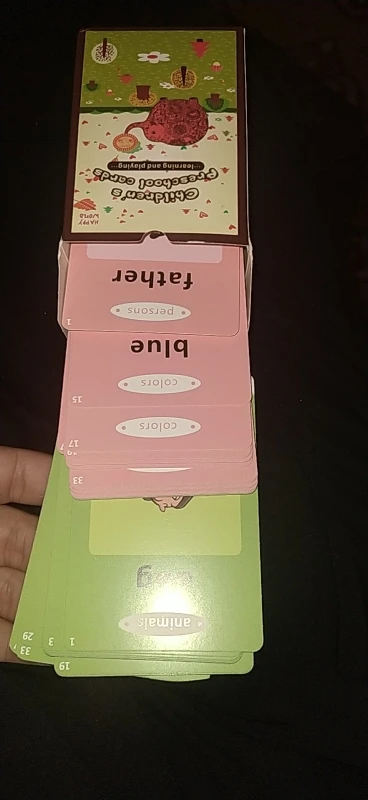 HAPPY
WORLD
Children's
Preschool cards
...learning and playing...
father
persons
1
blue
colors
15
colors
17
33
animals
1
3
19
33
29